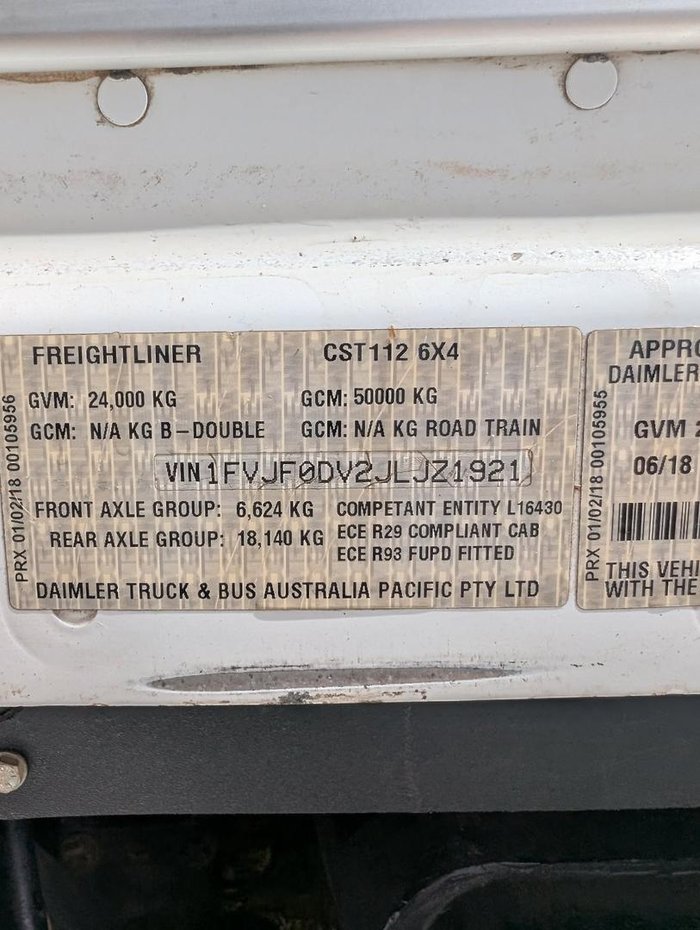 FREIGHTLINER CST112 6X4
GVM: 24,000 KG GCM: 50000 KG
GCM: N/A KG B-DOUBLE GCM: N/A KG ROAD TRAIN
VIN 1FVJF0DV2JLJZ1921
FRONT AXLE GROUP: 6,624 KG COMPETANT ENTITY L16430
REAR AXLE GROUP: 18,140 KG ECE R29 COMPLIANT CAB
ECE R93 FUPD FITTED
DAIMLER TRUCK & BUS AUSTRALIA PACIFIC PTY LTD
PRX 01/02/18 00105956
APPRO
DAIMLER
GVM 2
06/18
THIS VEHI
WITH THE
PRX 01/02/18 00105955